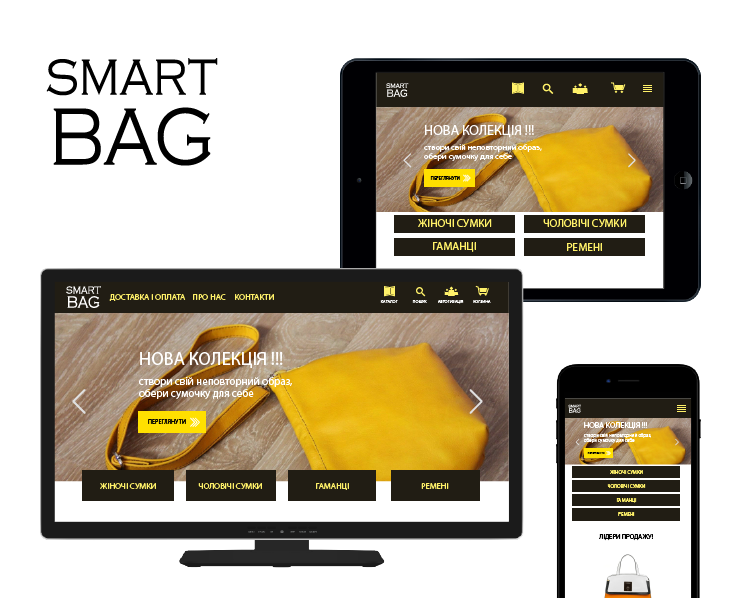 SMART
BAG
SMART
BAG
НОВА КОЛЕКЦІЯ !!!
створи свій неповторний образ,
обери сумочку для себе
ПЕРЕГЛЯНУТИ
ЖІНОЧІ СУМКИ
ЧОЛОВІЧІ СУМКИ
ГАМАНЦІ
РЕМЕНІ
SMART
BAG
ДОСТАВКА І ОПЛАТА ПРО НАС КОНТАКТИ
КАТАЛОГ ПОШУК АВТОРИЗАЦІЯ КОРЗИНА
НОВА КОЛЕКЦІЯ !!!
створи свій неповторний образ,
обери сумочку для себе
ПЕРЕГЛЯНУТИ
ЖІНОЧІ СУМКИ
ЧОЛОВІЧІ СУМКИ
ГАМАНЦІ
РЕМЕНІ
SMART
BAG
НОВА КОЛЕКЦІЯ !!!
створи свій неповторний образ
обери сумочку для себе
ЖІНОЧІ СУМКИ
ЧОЛОВІЧІ СУМКИ
ГАМАНЦІ
РЕМЕНІ
ЛІДЕРИ ПРОДАЖУ!